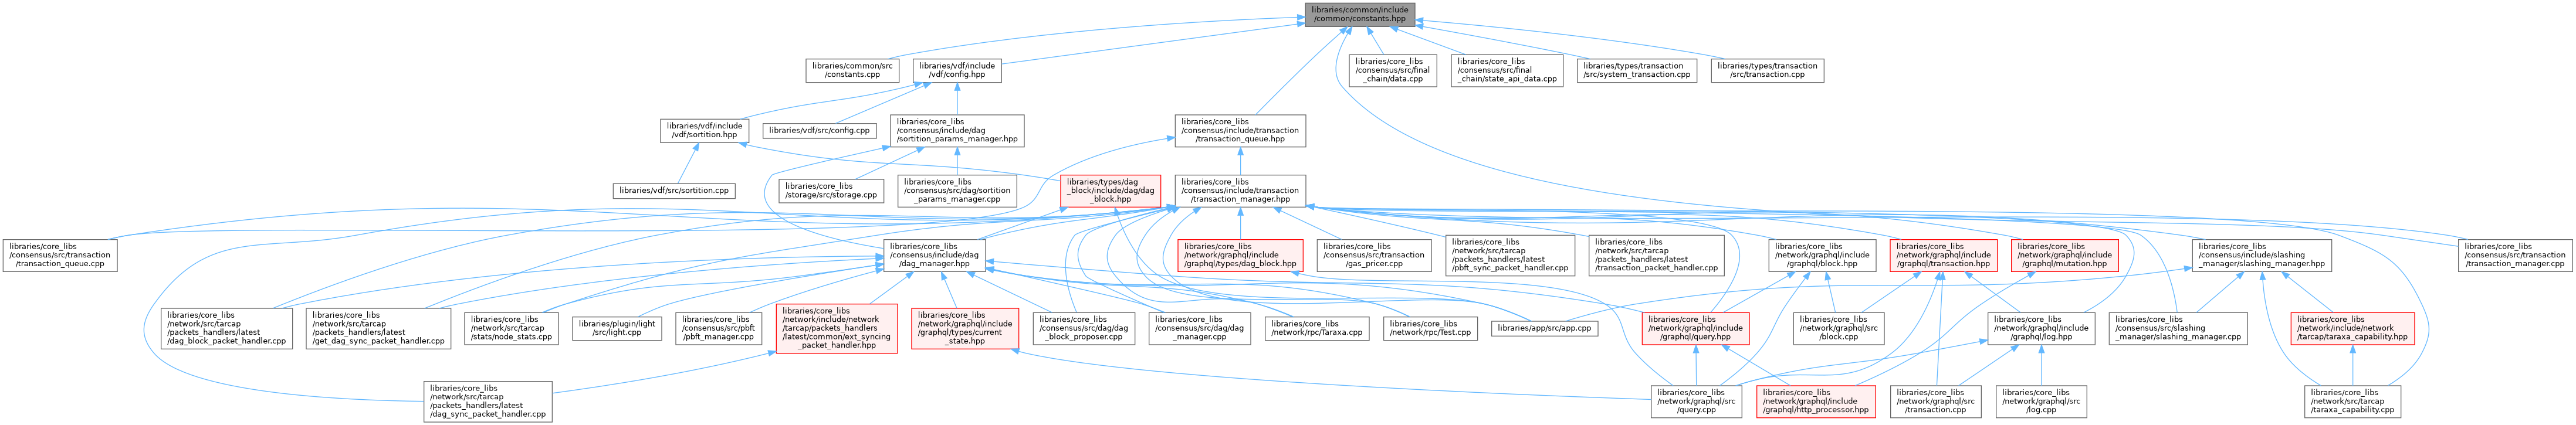 libraries/common/include
/common/constants.hpp
libraries/common/src
/constants.cpp
libraries/vdf/include
/vdf/config.hpp
libraries/core_libs
/consensus/src/final
_chain/data.cpp
libraries/core_libs
/consensus/src/final
_chain/state_api_data.cpp
libraries/types/transaction
/src/system_transaction.cpp
libraries/types/transaction
/src/transaction.cpp
libraries/vdf/include
/vdf/sortition.hpp
libraries/vdf/src/config.cpp
libraries/core_libs
/consensus/include/dag
/sortition_params_manager.hpp
libraries/core_libs
/consensus/include/transaction
/transaction_queue.hpp
libraries/vdf/src/sortition.cpp
libraries/core_libs
/storage/src/storage.cpp
libraries/core_libs
/consensus/src/dag/sortition
_params_manager.cpp
libraries/types/dag
_block/include/dag/dag
_block.hpp
libraries/core_libs
/consensus/include/transaction
/transaction_manager.hpp
libraries/core_libs
/consensus/src/transaction
/transaction_queue.cpp
libraries/core_libs
/consensus/include/dag
/dag_manager.hpp
libraries/core_libs
/network/graphql/include
/graphql/types/dag_block.hpp
libraries/core_libs
/consensus/src/transaction
/gas_pricer.cpp
libraries/core_libs
/network/src/tarcap
/packets_handlers/latest
/pbft_sync_packet_handler.cpp
libraries/core_libs
/network/src/tarcap
/packets_handlers/latest
/transaction_packet_handler.cpp
libraries/core_libs
/network/graphql/include
/graphql/block.hpp
libraries/core_libs
/network/graphql/include
/graphql/transaction.hpp
libraries/core_libs
/network/graphql/include
/graphql/mutation.hpp
libraries/core_libs
/consensus/include/slashing
_manager/slashing_manager.hpp
libraries/core_libs
/consensus/src/transaction
/transaction_manager.cpp
libraries/core_libs
/network/src/tarcap
/packets_handlers/latest
/dag_block_packet_handler.cpp
libraries/core_libs
/network/src/tarcap
/packets_handlers/latest
/get_dag_sync_packet_handler.cpp
libraries/core_libs
/network/src/tarcap
/stats/node_stats.cpp
libraries/plugin/light
/src/light.cpp
libraries/core_libs
/consensus/src/pbft
/pbft_manager.cpp
libraries/core_libs
/network/include/network
/tarcap/packets_handlers
/latest/common/ext_syncing
_packet_handler.hpp
libraries/core_libs
/network/graphql/include
/graphql/types/current
_state.hpp
libraries/core_libs
/consensus/src/dag/dag
_block_proposer.cpp
libraries/core_libs
/consensus/src/dag/dag
_manager.cpp
libraries/core_libs
/network/rpc/Taraxa.cpp
libraries/core_libs
/network/rpc/Test.cpp
libraries/app/src/app.cpp
libraries/core_libs
/network/graphql/include
/graphql/query.hpp
libraries/core_libs
/network/graphql/src
/block.cpp
libraries/core_libs
/network/graphql/include
/graphql/log.hpp
libraries/core_libs
/consensus/src/slashing
_manager/slashing_manager.cpp
libraries/core_libs
/network/include/network
/tarcap/taraxa_capability.hpp
libraries/core_libs
/network/src/tarcap
/packets_handlers/latest
/dag_sync_packet_handler.cpp
libraries/core_libs
/network/graphql/src
/query.cpp
libraries/core_libs
/network/graphql/include
/graphql/http_processor.hpp
libraries/core_libs
/network/graphql/src
/transaction.cpp
libraries/core_libs
/network/graphql/src
/log.cpp
libraries/core_libs
/network/src/tarcap
/taraxa_capability.cpp